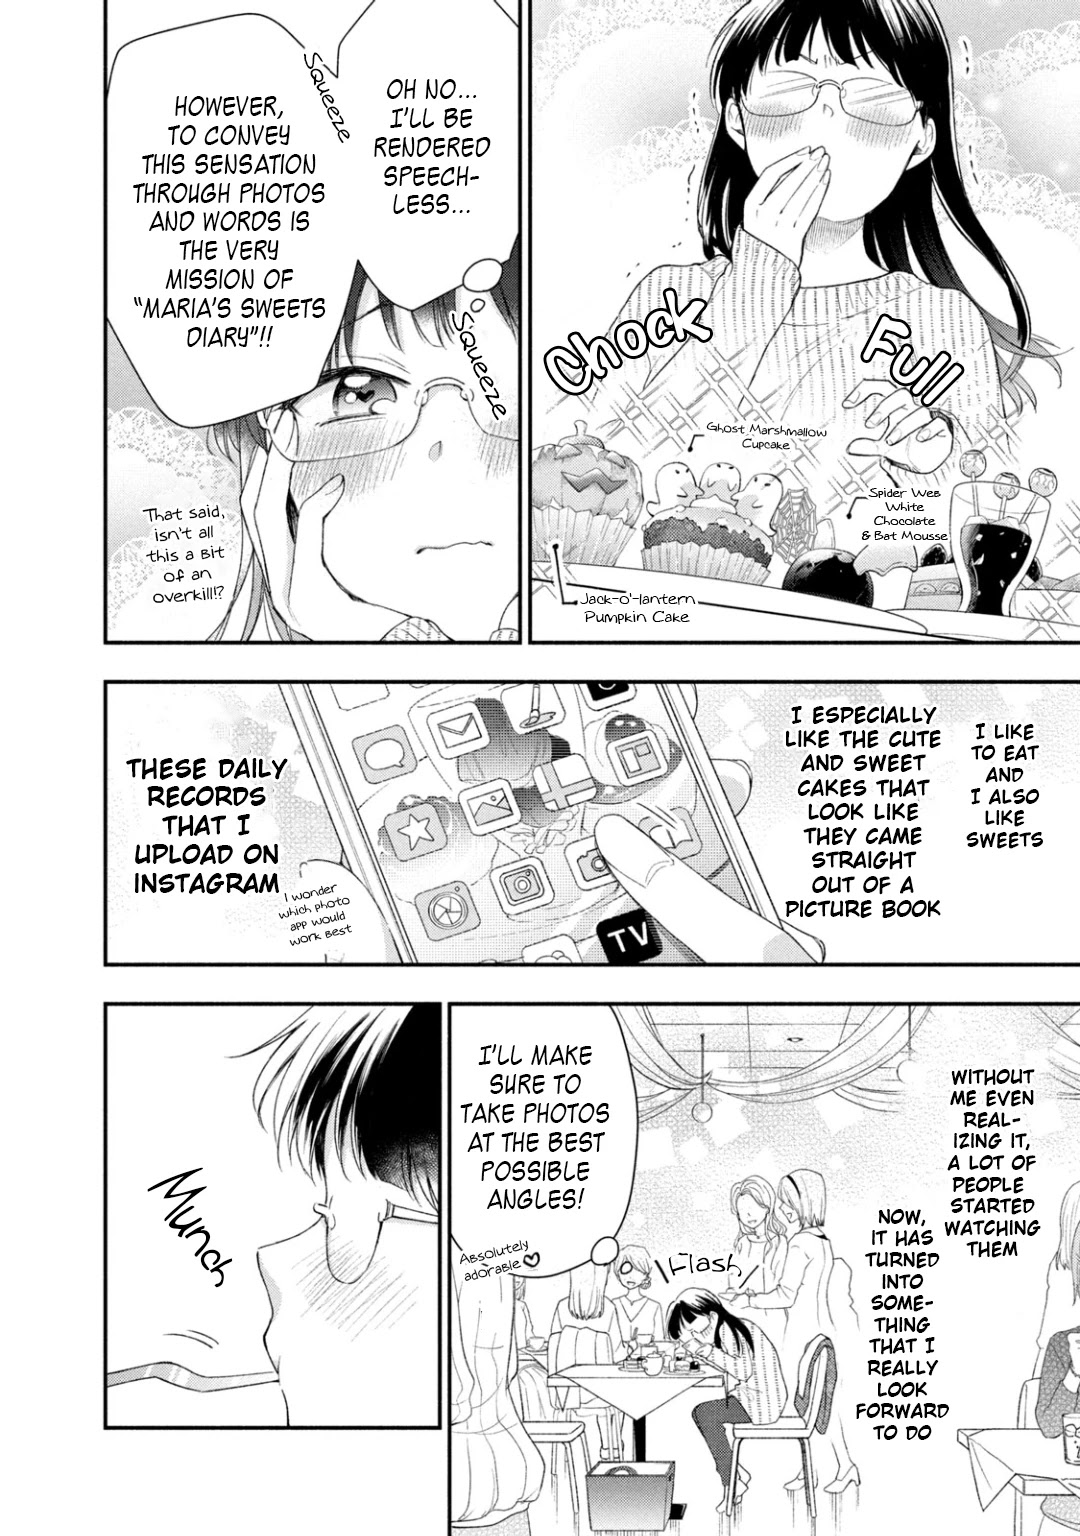 Chock
Full
Ghost Marshmallow
Cupcake
Spider Web
White
Chocolate
& Bat Mousse
Jack-o'-lantern
Pumpkin Cake
OH NO...
I'LL BE
RENDERED
SPEECH-
LESS...
Squeeze
Squeeze
HOWEVER,
TO CONVEY
THIS SENSATION
THROUGH PHOTOS
AND WORDS IS
THE VERY
MISSION OF
"MARIA'S SWEETS
DIARY"!!
That said,
isn't all
this a bit
of an
overkill!?
I LIKE
TO EAT
AND
I ALSO
LIKE
SWEETS
I ESPECIALLY
LIKE THE CUTE
AND SWEET
CAKES THAT
LOOK LIKE
THEY CAME
STRAIGHT
OUT OF A
PICTURE BOOK
TV
I wonder
which photo
app would
work best
THESE DAILY
RECORDS
THAT I
UPLOAD ON
INSTAGRAM
WITHOUT
ME EVEN
REAL-
IZING IT,
A LOT OF
PEOPLE
STARTED
WATCHING
THEM
NOW,
IT HAS
TURNED
INTO
SOME-
THING
THAT I
REALLY
LOOK
FORWARD
TO DO
Flash
I'LL MAKE
SURE TO
TAKE PHOTOS
AT THE BEST
POSSIBLE
ANGLES!
Absolutely
adorable♡
Munch